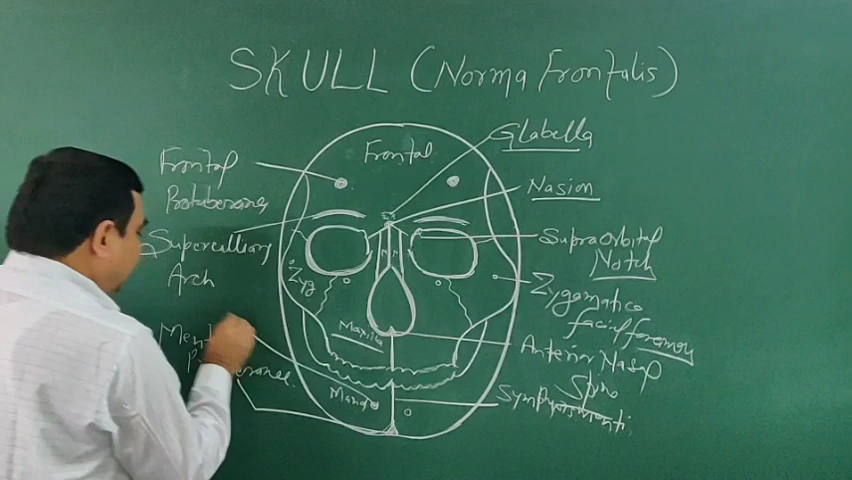 SKULL (Norma Frontalis)
Glabella
Frontal
Frontal
Protuberance
Nasion
Superciliary
Arch
Supraorbital
Notch
Zyg
Zygomatico
facial foramen
Maxilla
Anterior Nasal
Spine
Symphysis menti